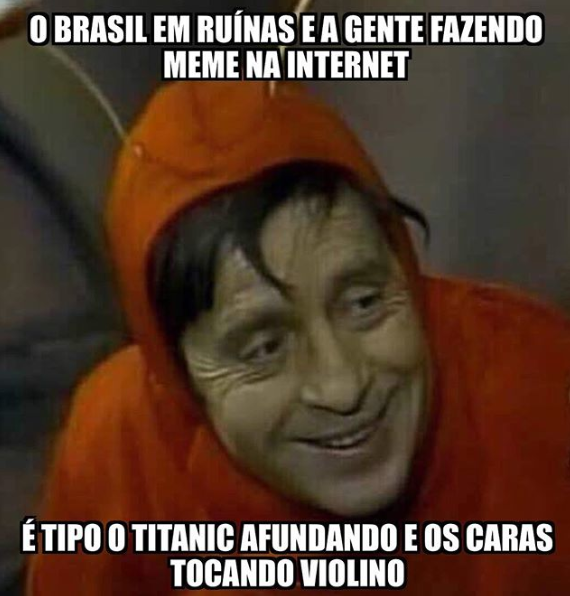 O BRASIL EM RUÍNAS E A GENTE FAZENDO
MEME NA INTERNET
É TIPO O TITANIC AFUNDANDO E OS CARAS
TOCANDO VIOLINO